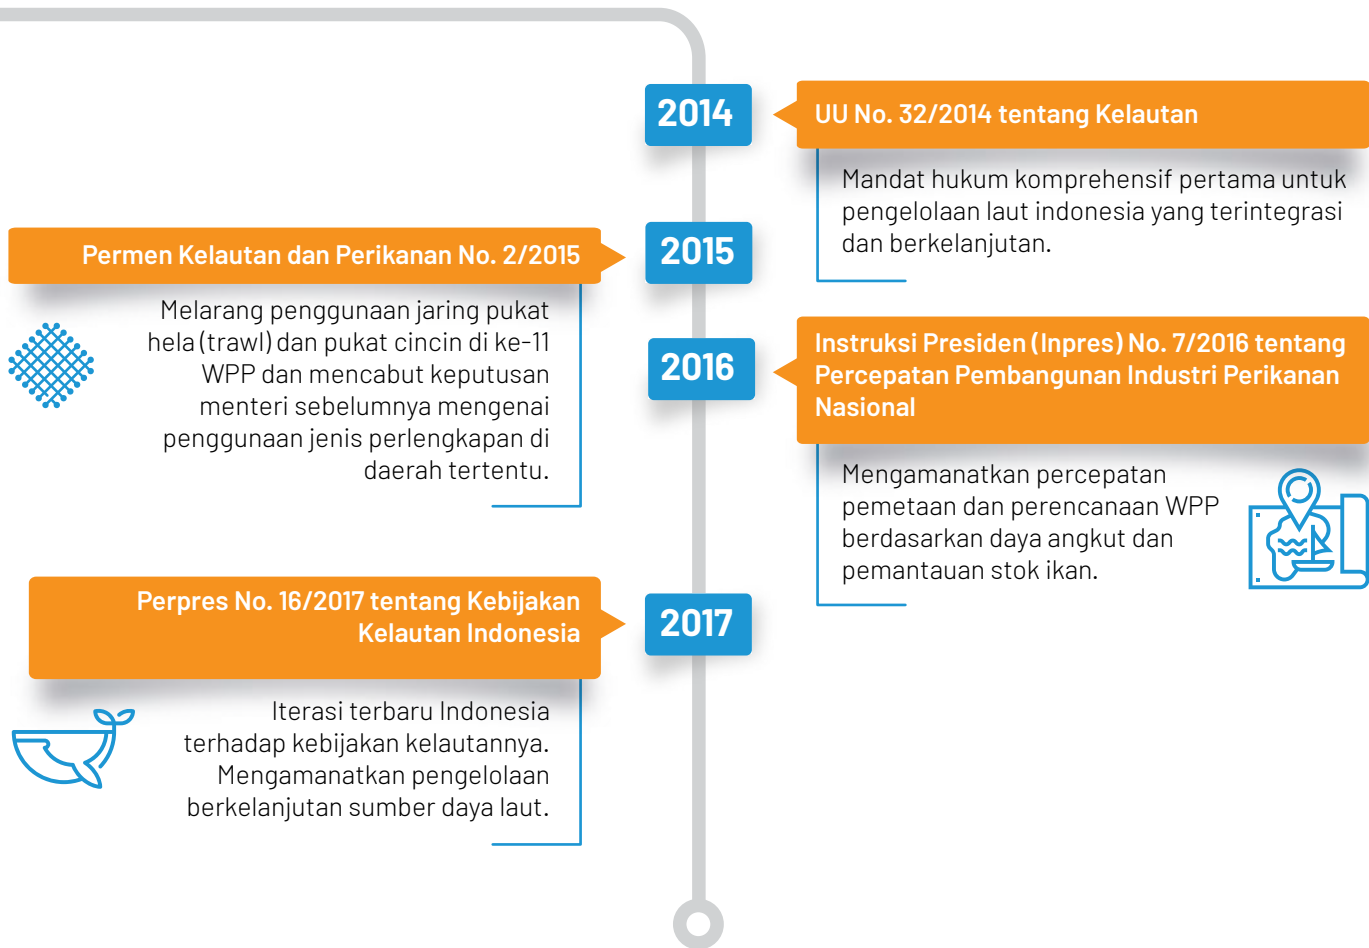 2014
UU No. 32/2014 tentang Kelautan
Mandat hukum komprehensif pertama untuk
pengelolaan laut indonesia yang terintegrasi
dan berkelanjutan.
2015
Permen Kelautan dan Perikanan No. 2/2015
Melarang penggunaan jaring pukat
hela (trawl) dan pukat cincin di ke-11
WPP dan mencabut keputusan
menteri sebelumnya mengenai
penggunaan jenis perlengkapan di
daerah tertentu.
2016
Instruksi Presiden (Inpres) No. 7/2016 tentang
Percepatan Pembangunan Industri Perikanan
Nasional
Mengamanatkan percepatan
pemetaan dan perencanaan WPP
berdasarkan daya angkut dan
pemantauan stok ikan.
2017
Perpres No. 16/2017 tentang Kebijakan
Kelautan Indonesia
Iterasi terbaru Indonesia
terhadap kebijakan kelautannya.
Mengamanatkan pengelolaan
berkelanjutan sumber daya laut.